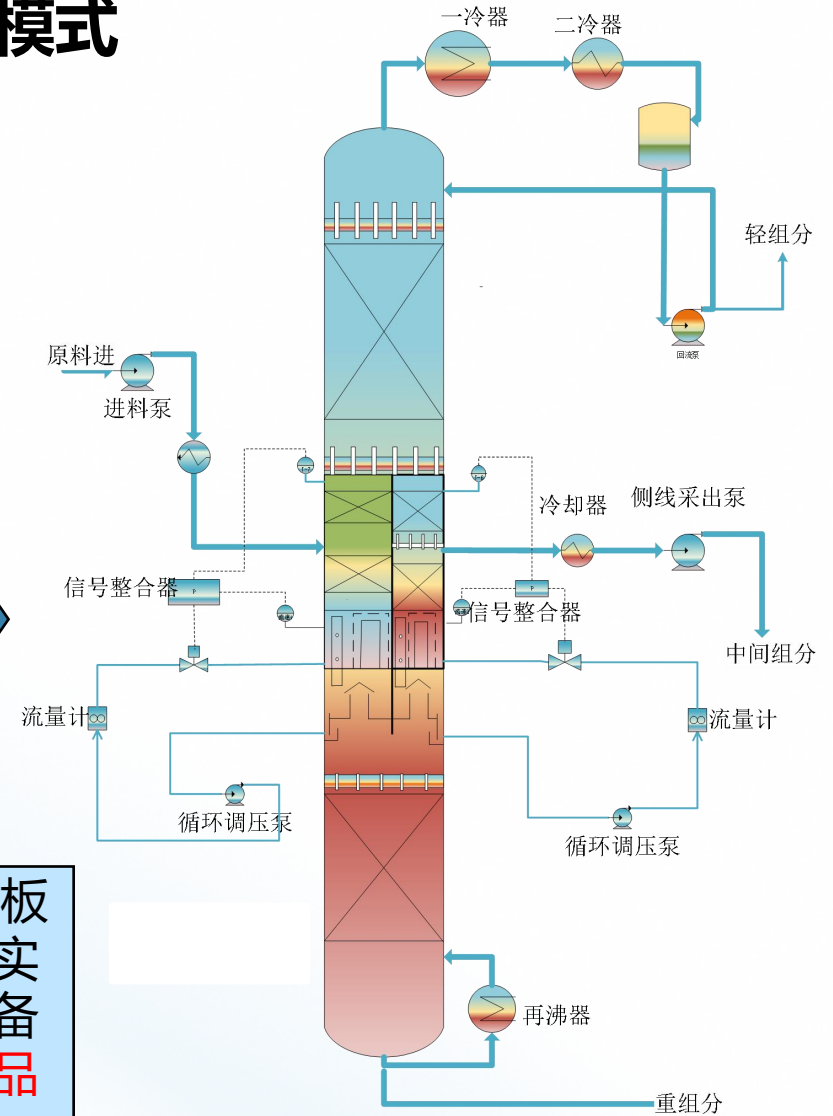 模式
一冷器
二冷器
轻组分
回流泵
原料进
进料泵
冷却器
侧线采出泵
信号整合器
P
P
信号整合器
中间组分
流量计
流量计
循环调压泵
循环调压泵
板
实
备
品
再沸器
重组分